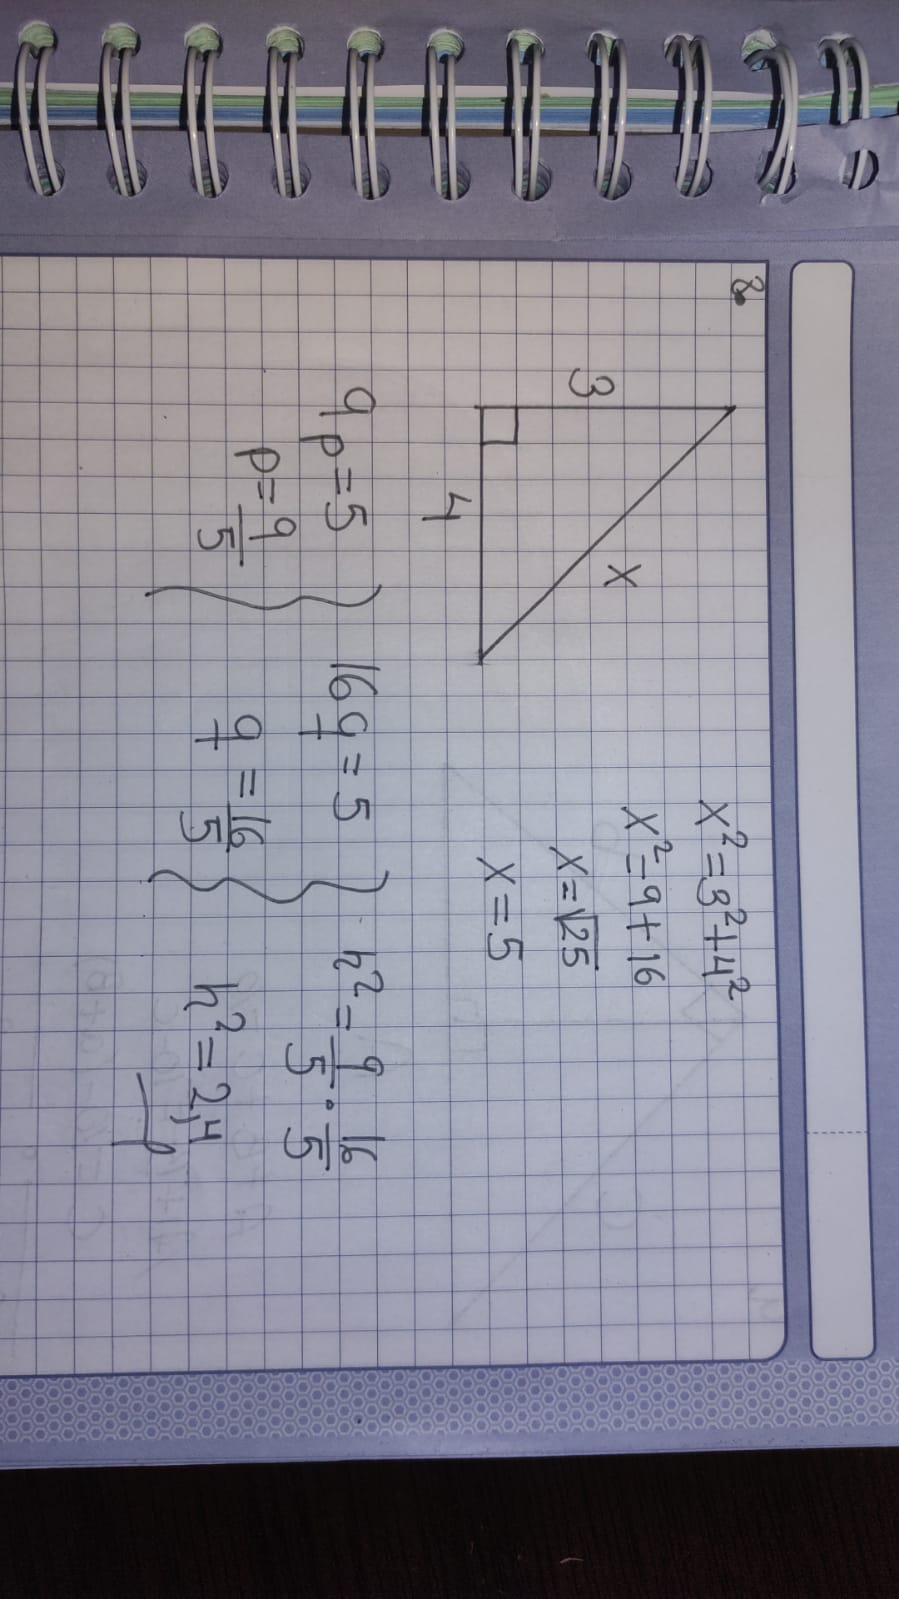 8.
3
x
4
x² = 3² + 4²
x² = 9 + 16
x = √25
x = 5
9p = 5
p = 9/5
16q = 5
q = 16/5
h² = 9/5 · 16/5
h² = 2,4